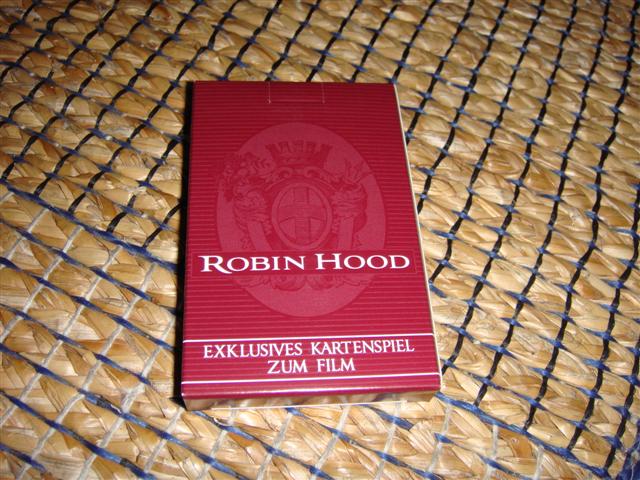 ROBIN HOOD
EXKLUSIVES KARTENSPIEL
ZUM FILM